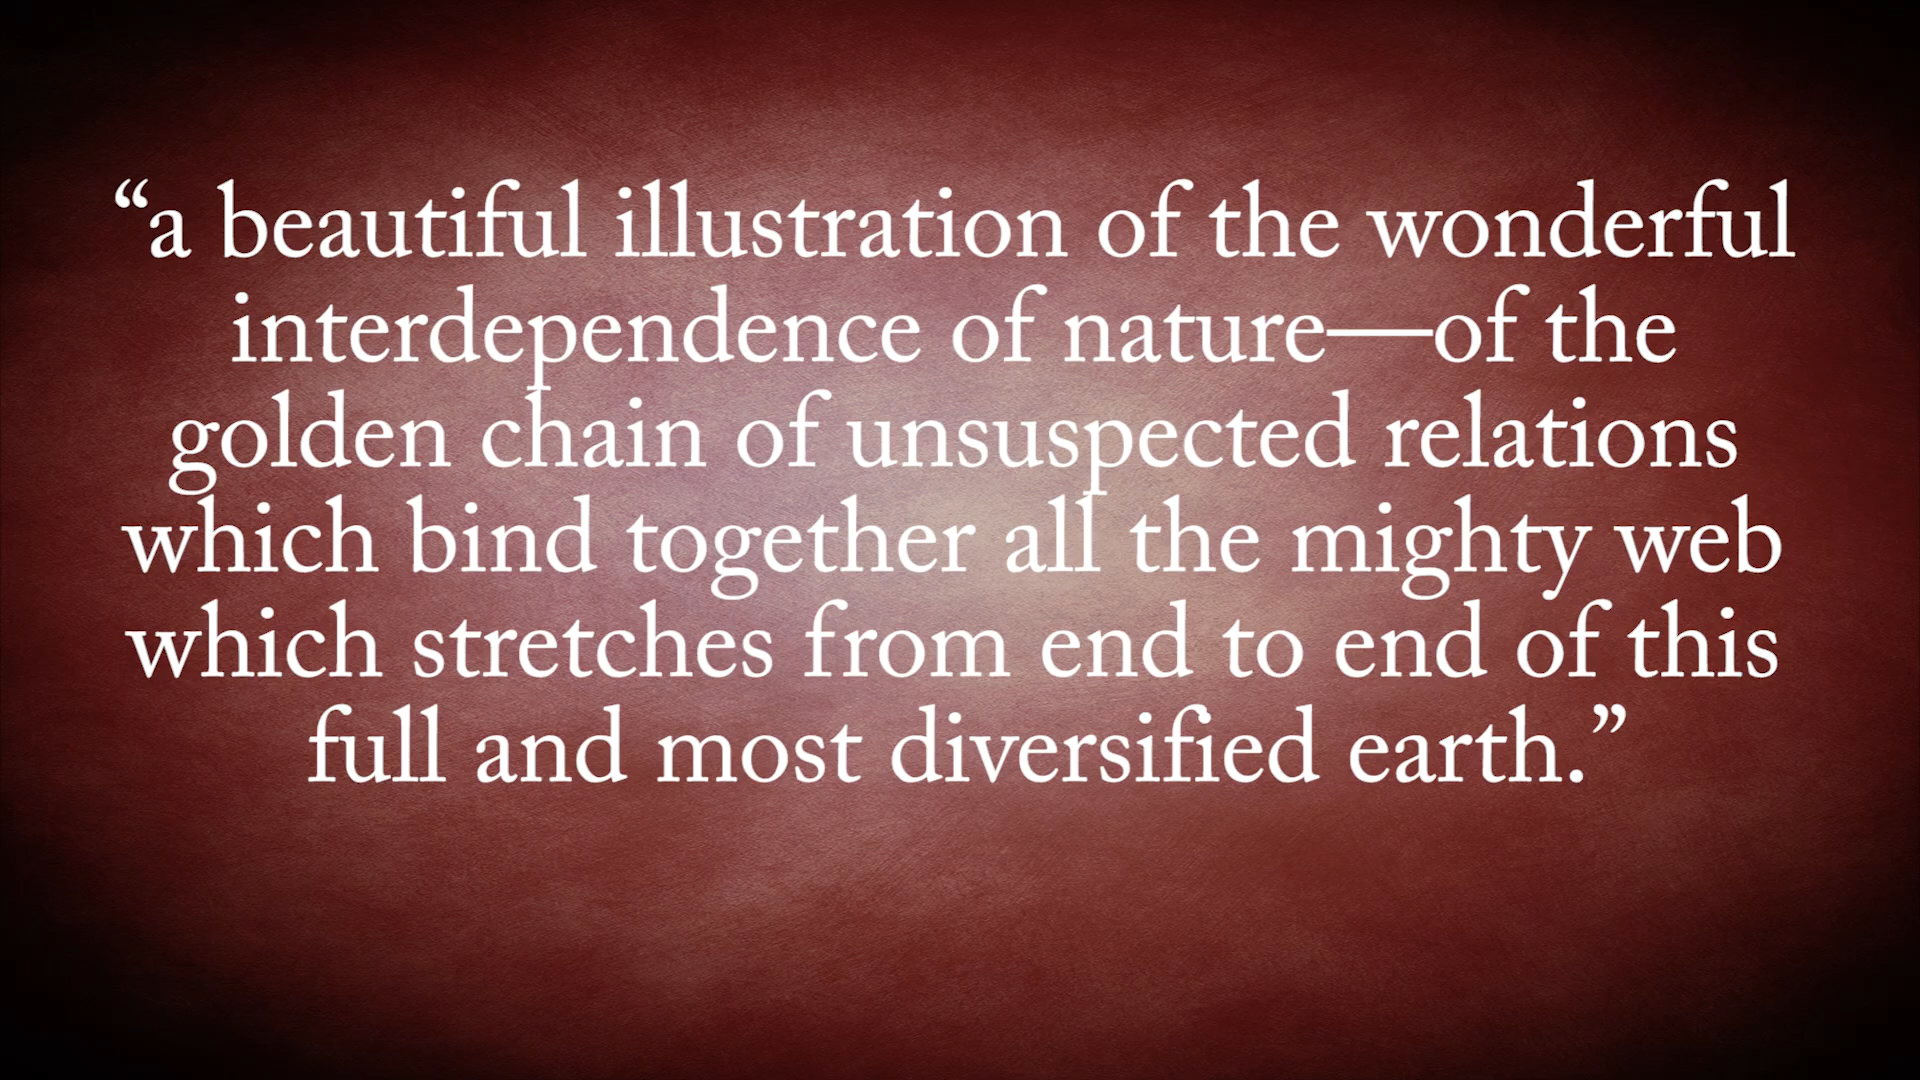 “a beautiful illustration of the wonderful
interdependence of nature—of the
golden chain of unsuspected relations
which bind together all the mighty web
which stretches from end to end of this
full and most diversified earth.”